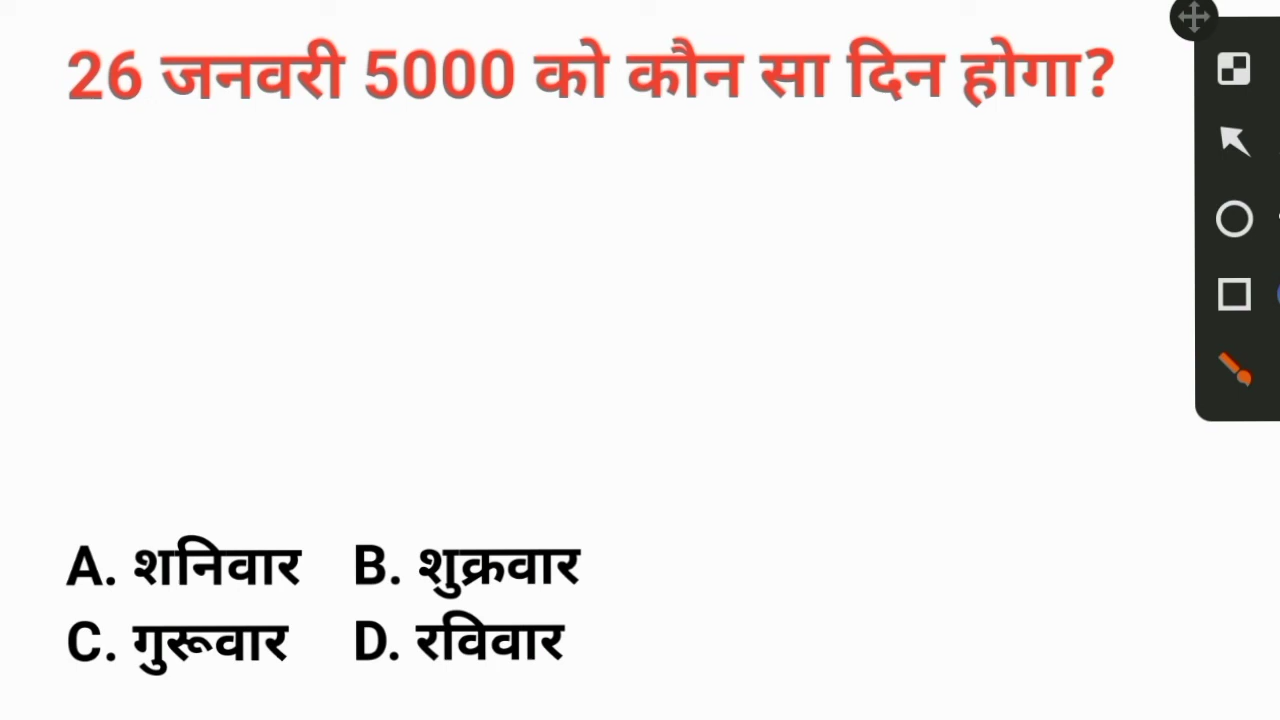 26 जनवरी 5000 को कौन सा दिन होगा?
A. शनिवार B. शुक्रवार
C. गुरूवार D. रविवार